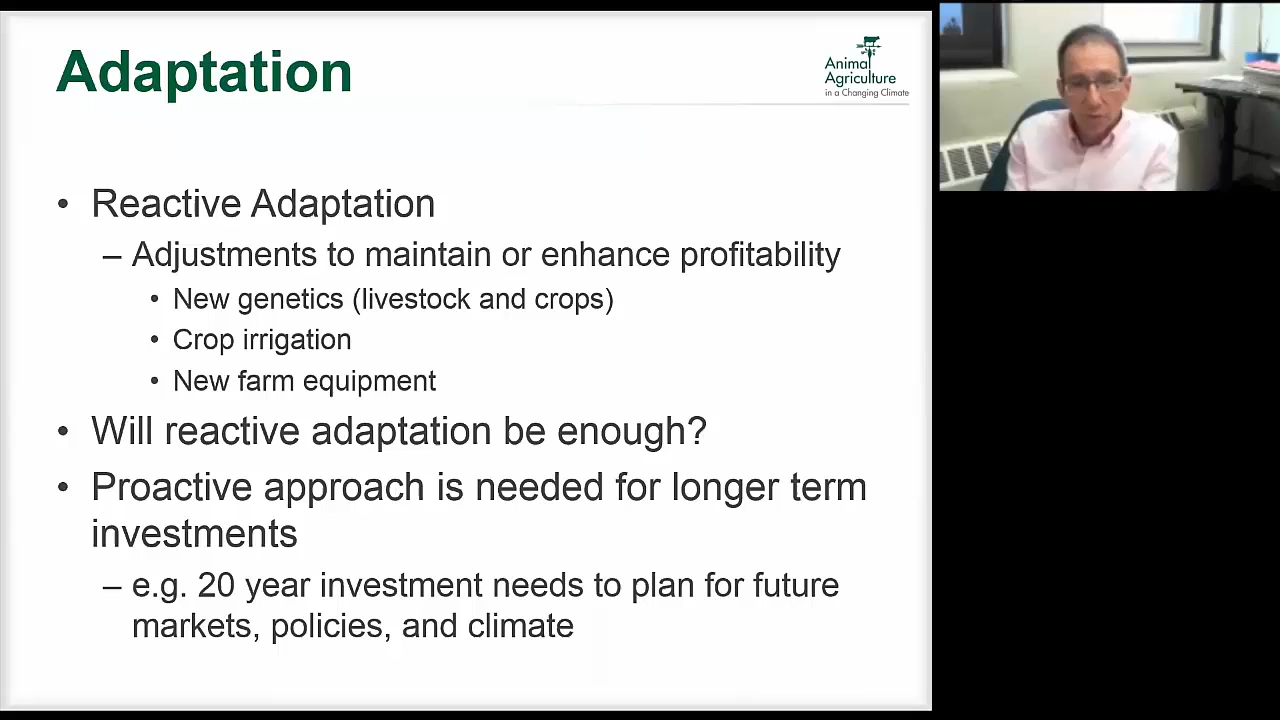 Adaptation
Animal
Agriculture
in a Changing Climate
• Reactive Adaptation
– Adjustments to maintain or enhance profitability
• New genetics (livestock and crops)
• Crop irrigation
• New farm equipment
• Will reactive adaptation be enough?
• Proactive approach is needed for longer term
investments
– e.g. 20 year investment needs to plan for future
markets, policies, and climate